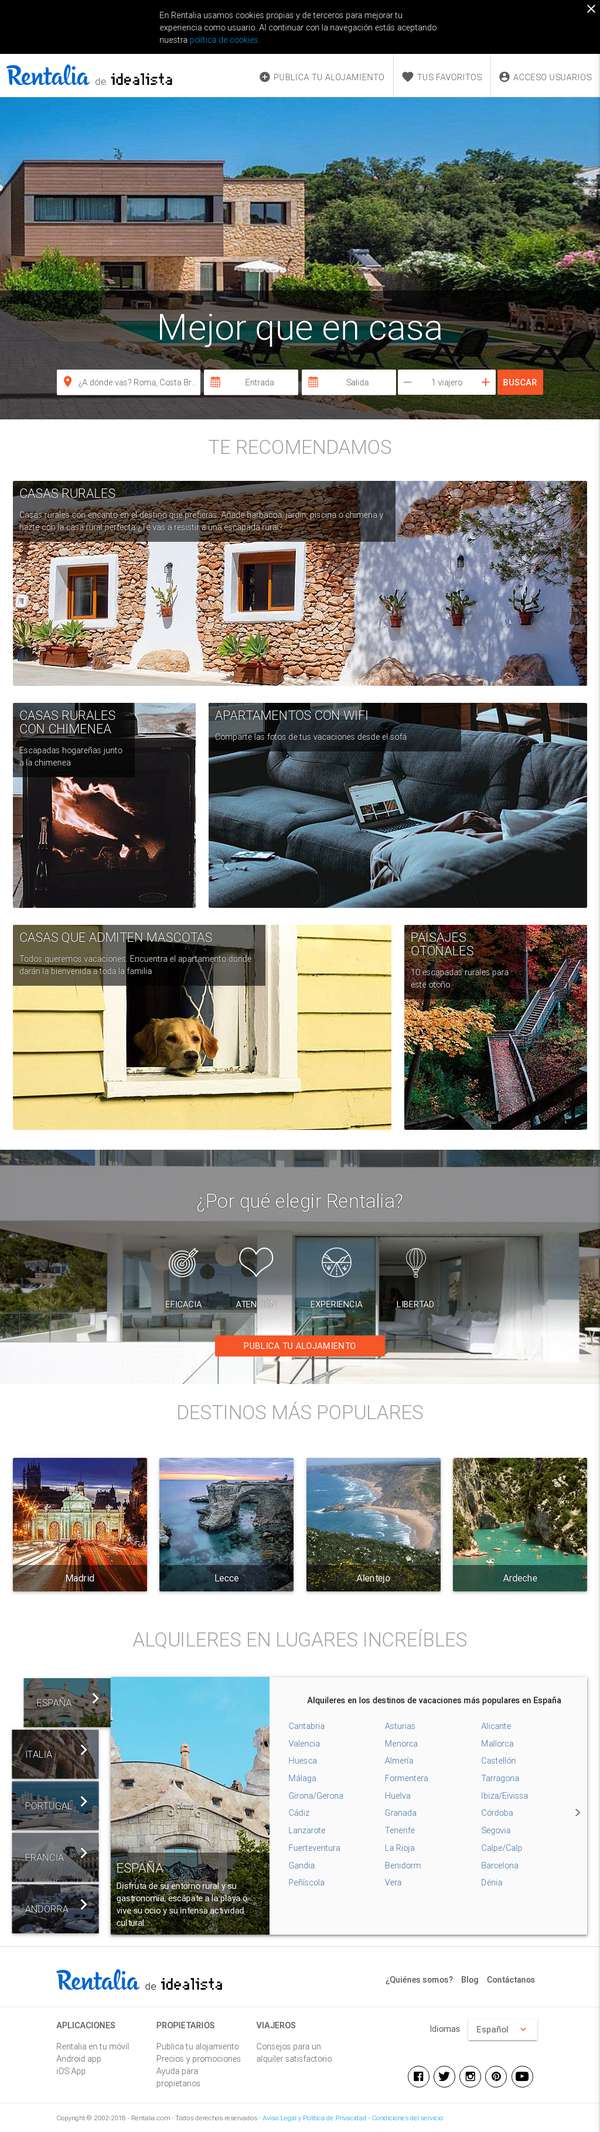 En Rentalia usamos cookies propias y de terceros para mejorar tu
experiencia como usuario. Al continuar con la navegación estás aceptando
nuestra política de cookies.
Rentalia de idealista
PUBLICA TU ALOJAMIENTO
TUS FAVORITOS
ACCESO USUARIOS
Mejor que en casa
¿A dónde vas? Roma, Costa Br...
Entrada
Salida
1 viajero
BUSCAR
TE RECOMENDAMOS
CASAS RURALES
Casas rurales con encanto en el destino que prefieras. Añade barbacoa, jardín, piscina o chimenea y
hazte con la casa rural perfecta ¿Te vas a resistir a una escapada rural?
CASAS RURALES
CON CHIMENEA
Escapadas hogareñas junto
a la chimenea
APARTAMENTOS CON WIFI
Comparte las fotos de tus vacaciones desde el sofá
CASAS QUE ADMITEN MASCOTAS
Todos queremos vacaciones. Encuentra el apartamento donde
darán la bienvenida a toda la familia
PAISAJES
OTOÑALES
10 escapadas rurales para
este otoño
¿Por qué elegir Rentalia?
EFICACIA
EXPERIENCIA
LIBERTAD
PUBLICA TU ALOJAMIENTO
DESTINOS MÁS POPULARES
Madrid
Lecce
Alentejo
Ardeche
ALQUILERES EN LUGARES INCREÍBLES
ESPAÑA
ITALIA
PORTUGAL
FRANCIA
ANDORRA
ESPAÑA
Disfruta de su entorno rural y su
gastronomía, escápate a la playa o
vive su ocio y su intensa actividad
cultural...
Alquileres en los destinos de vacaciones más populares en España
Cantabria Asturias Alicante
Valencia Menorca Mallorca
Huesca Almería Castellón
Málaga Formentera Tarragona
Girona/Gerona Huelva Ibiza/Eivissa
Cádiz Granada Córdoba
Lanzarote Tenerife Segovia
Fuerteventura La Rioja Calpe/Calp
Gandia Benidorm Barcelona
Peñíscola Vera Dénia
Rentalia de idealista
¿Quiénes somos? Blog Contáctanos
APLICACIONES
Rentalia en tu móvil
Android app
iOS App
PROPIETARIOS
Publica tu alojamiento
Precios y promociones
Ayuda para
propietarios
VIAJEROS
Consejos para un
alquiler satisfactorio
Idiomas
Español
Copyright © 2002-2018 - Rentalia.com - Todos derechos reservados - Aviso Legal y Política de Privacidad - Condiciones del servicio